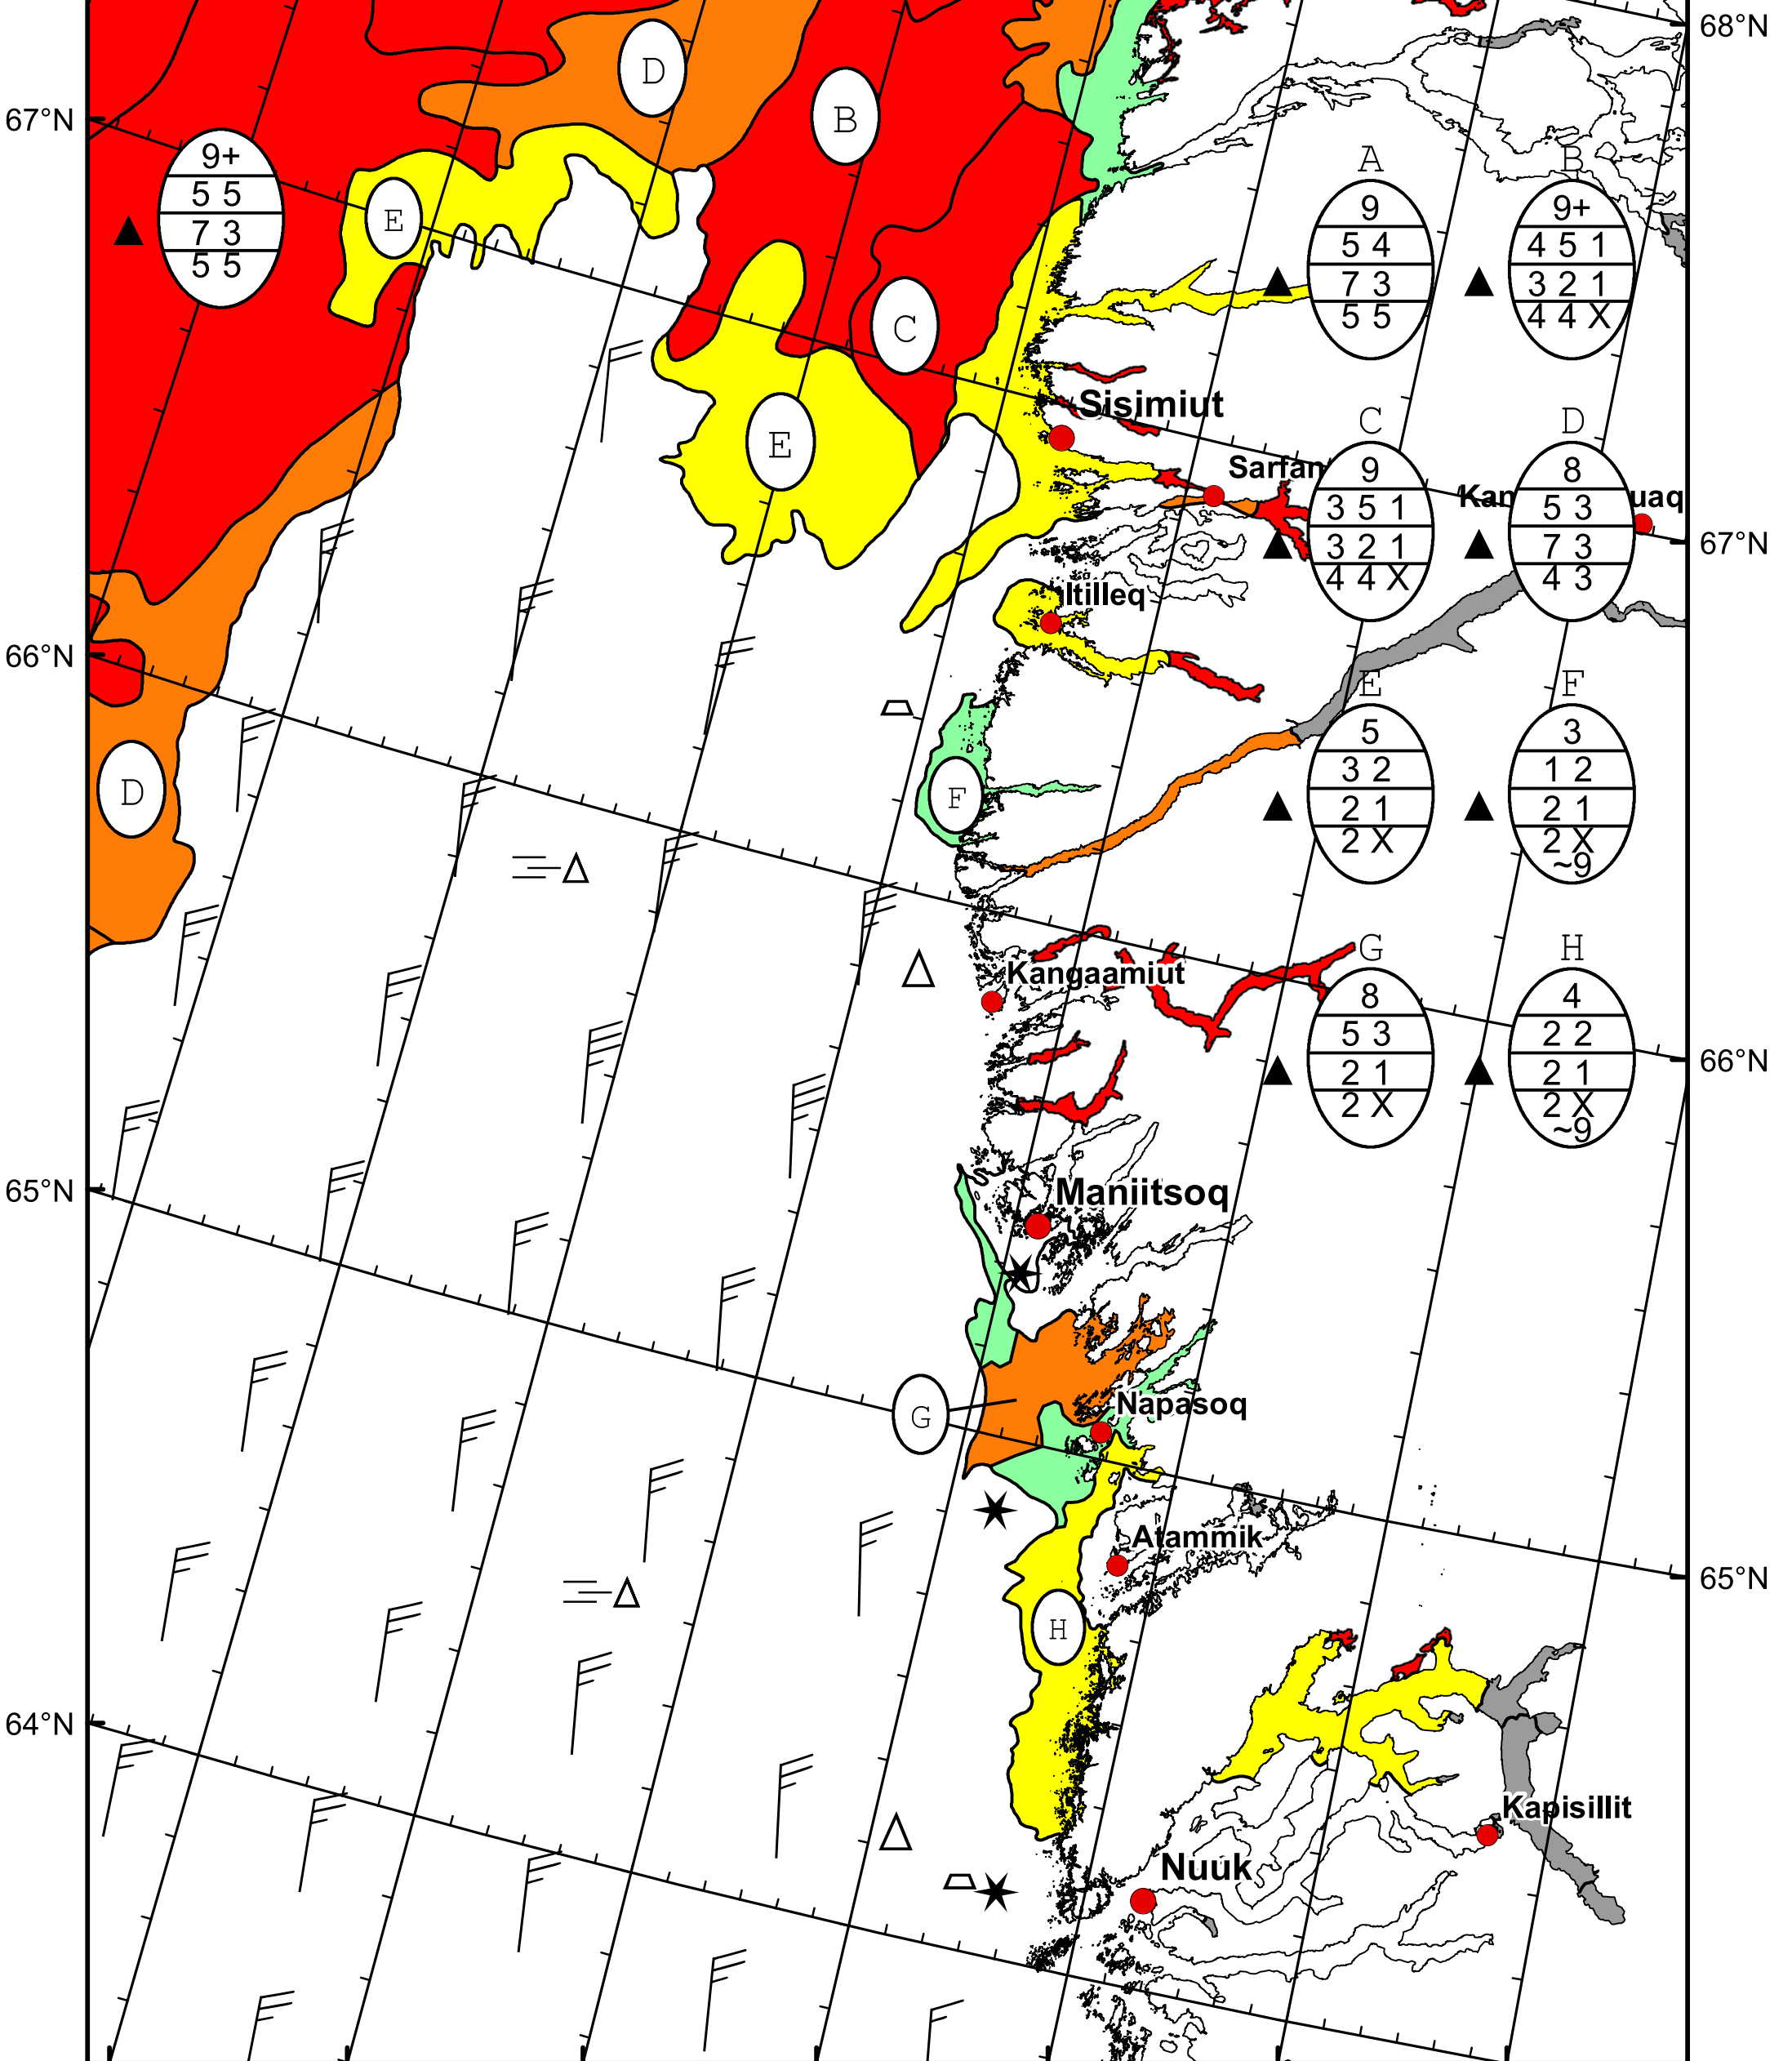 68°N
67°N
D
B
9+
5 5
7 3
5 5
E
A
9
5 4
7 3
5 5
B
9+
4 5 1
3 2 1
4 4 X
C
Sisimiut
E
Sarfan
C
9
3 5 1
3 2 1
4 4 X
D
8
5 3
7 3
4 3
Kan
uaq
67°N
Itilleq
66°N
D
F
E
5
3 2
2 1
2 X
F
3
1 2
2 1
2 X
~9
Kangaamiut
G
8
5 3
2 1
2 X
H
4
2 2
2 1
2 X
~9
66°N
65°N
Maniitsoq
G
Napasoq
Atammik
65°N
H
64°N
Kapisillit
Nuuk